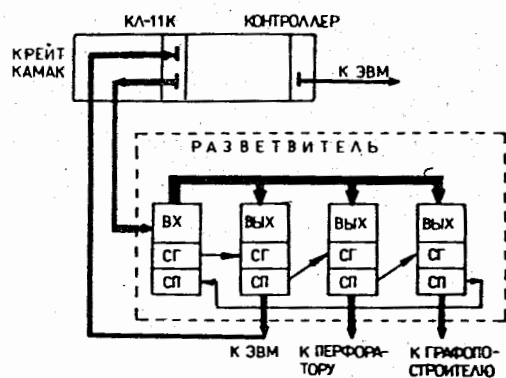 КЛ-11К
КОНТРОЛЛЕР
КРЕЙТ
КАМАК
К ЭВМ
РАЗВЕТВИТЕЛЬ
ВХ
ВЫХ
ВЫХ
ВЫХ
СГ
СГ
СГ
СГ
СП
СП
СП
СП
К ЭВМ
К ПЕРФОРА-
ТОРУ
К ГРАФОПО-
СТРОИТЕЛЮ